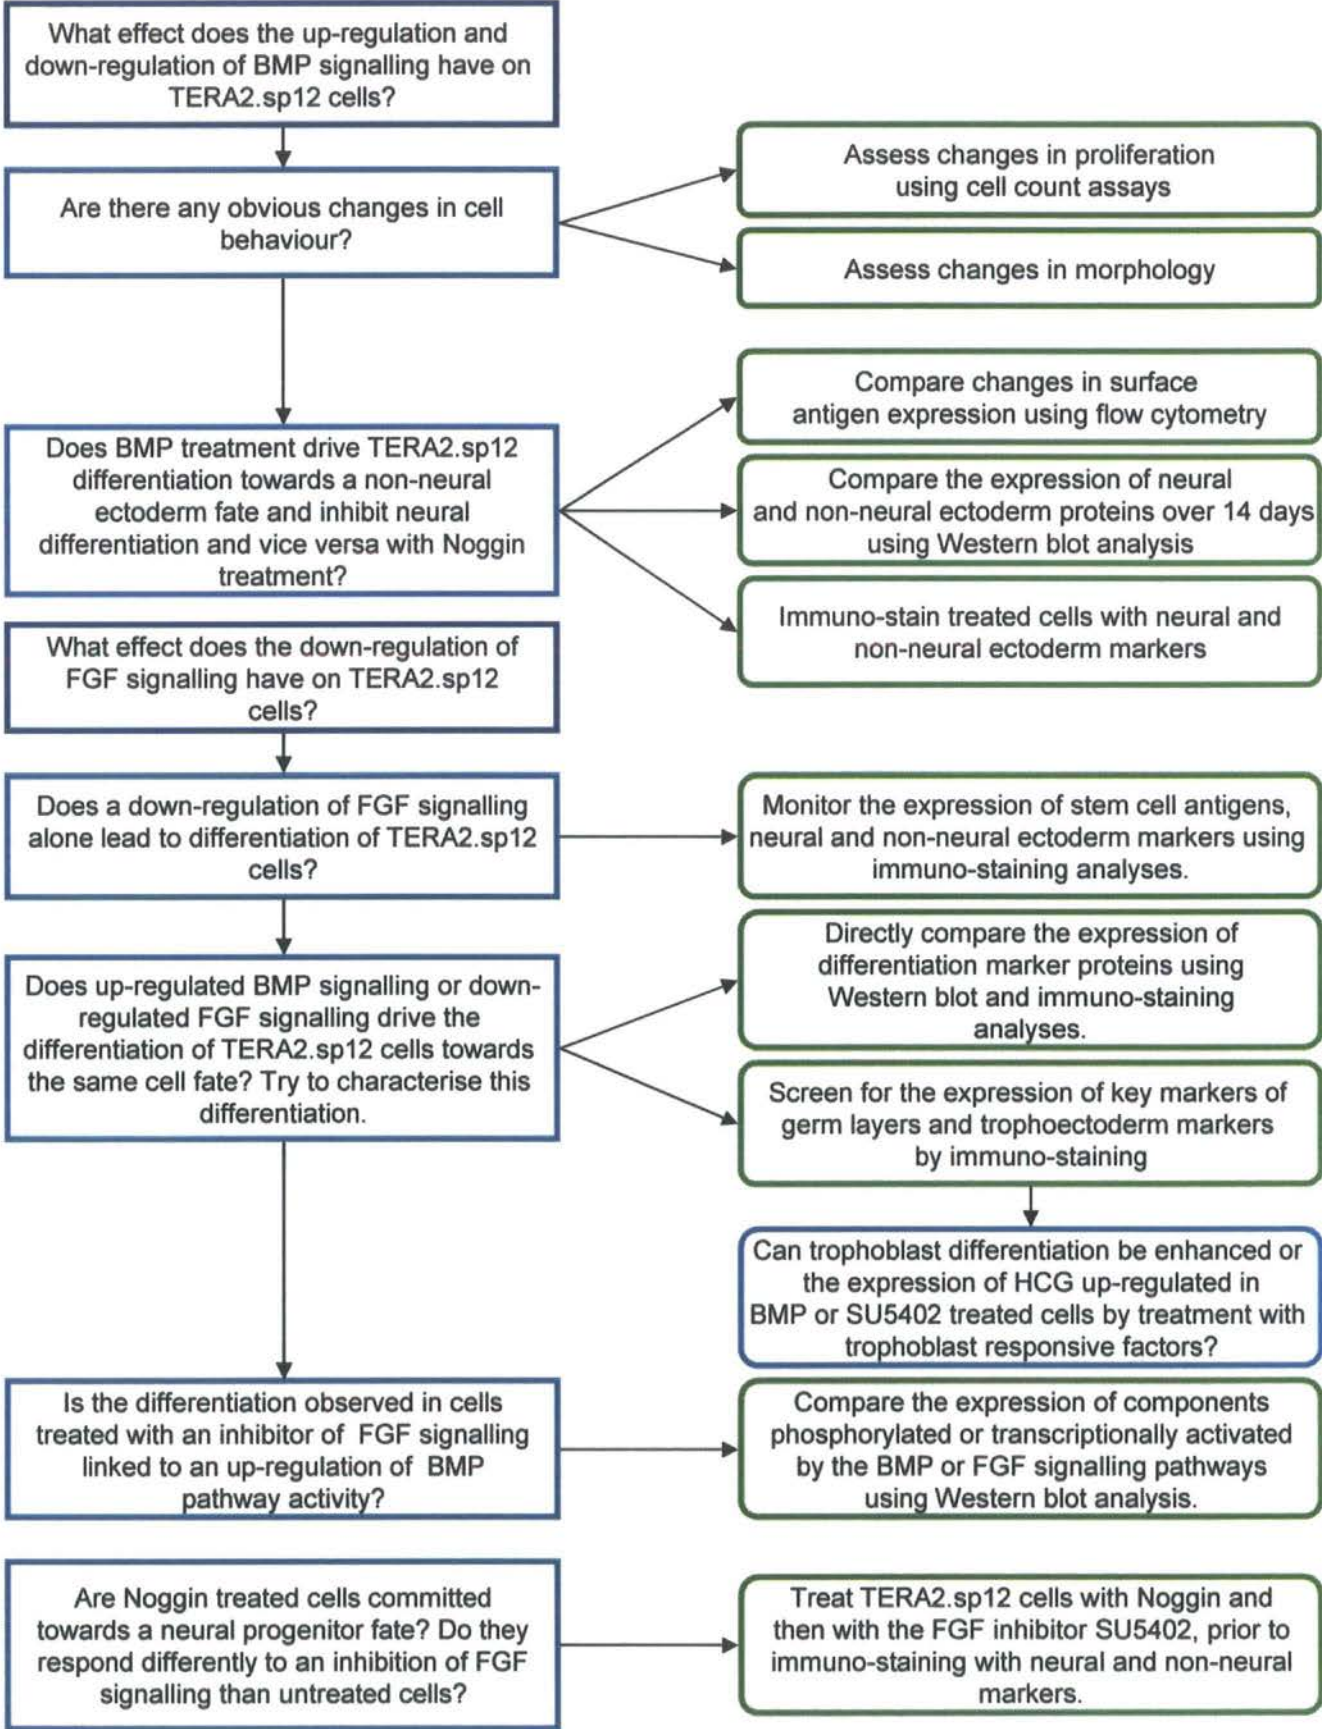 What effect does the up-regulation and
down-regulation of BMP signalling have on
TERA2.sp12 cells?
Are there any obvious changes in cell
behaviour?
Assess changes in proliferation
using cell count assays
Assess changes in morphology
Does BMP treatment drive TERA2.sp12
differentiation towards a non-neural
ectoderm fate and inhibit neural
differentiation and vice versa with Noggin
treatment?
Compare changes in surface
antigen expression using flow cytometry
Compare the expression of neural
and non-neural ectoderm proteins over 14 days
using Western blot analysis
Immuno-stain treated cells with neural and
non-neural ectoderm markers
What effect does the down-regulation of
FGF signalling have on TERA2.sp12
cells?
Does a down-regulation of FGF signalling
alone lead to differentiation of TERA2.sp12
cells?
Monitor the expression of stem cell antigens,
neural and non-neural ectoderm markers using
immuno-staining analyses.
Does up-regulated BMP signalling or down-
regulated FGF signalling drive the
differentiation of TERA2.sp12 cells towards
the same cell fate? Try to characterise this
differentiation.
Directly compare the expression of
differentiation marker proteins using
Western blot and immuno-staining
analyses.
Screen for the expression of key markers of
germ layers and trophoectoderm markers
by immuno-staining
Can trophoblast differentiation be enhanced or
the expression of HCG up-regulated in
BMP or SU5402 treated cells by treatment with
trophoblast responsive factors?
Is the differentiation observed in cells
treated with an inhibitor of FGF signalling
linked to an up-regulation of BMP
pathway activity?
Compare the expression of components
phosphorylated or transcriptionally activated
by the BMP or FGF signalling pathways
using Western blot analysis.
Are Noggin treated cells committed
towards a neural progenitor fate? Do they
respond differently to an inhibition of FGF
signalling than untreated cells?
Treat TERA2.sp12 cells with Noggin and
then with the FGF inhibitor SU5402, prior to
immuno-staining with neural and non-neural
markers.